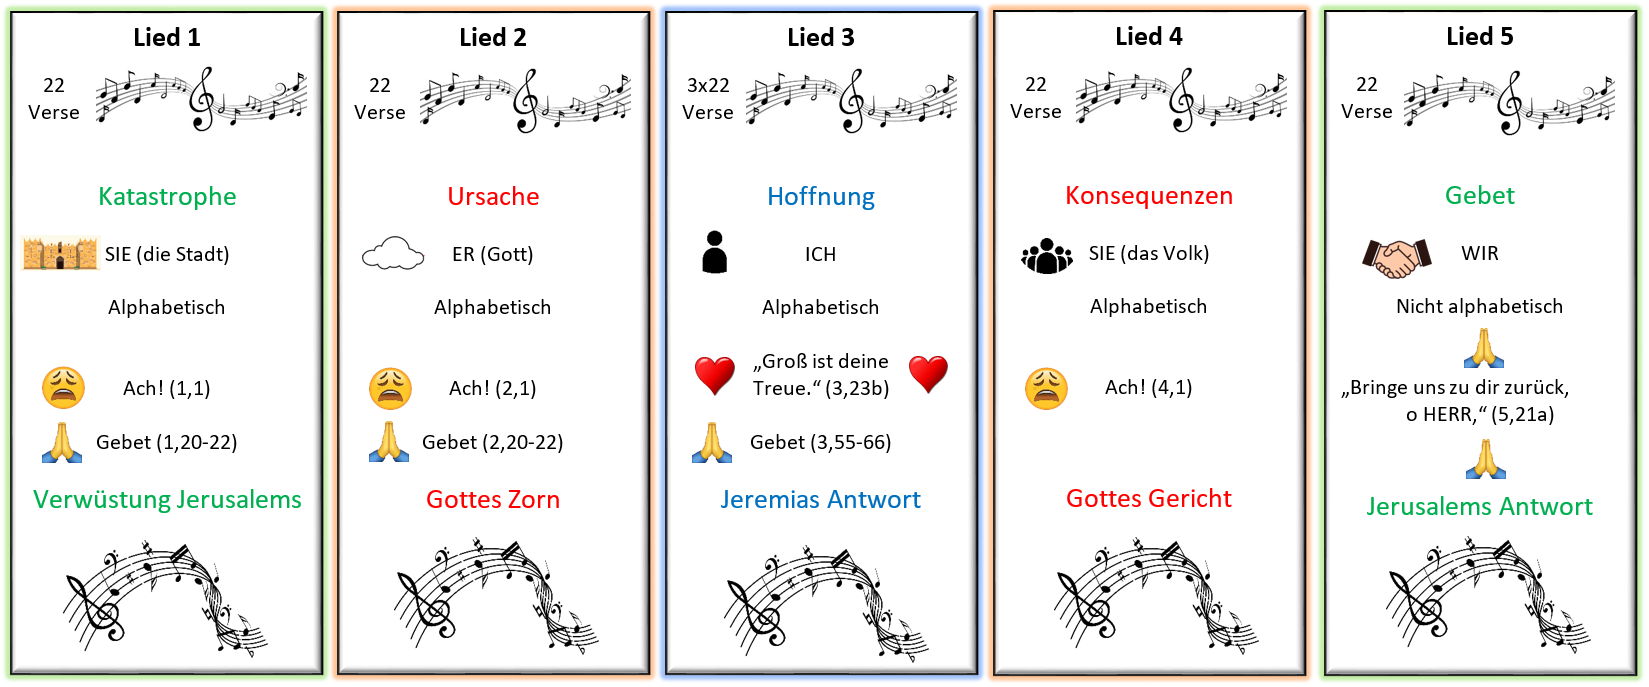 Lied 1
22
Verse
Katastrophe
SIE (die Stadt)
Alphabetisch
Ach! (1,1)
Gebet (1,20-22)
Verwüstung Jerusalems
Lied 2
22
Verse
Ursache
ER (Gott)
Alphabetisch
Ach! (2,1)
Gebet (2,20-22)
Gottes Zorn
Lied 3
3x22
Verse
Hoffnung
ICH
Alphabetisch
„Groß ist deine
Treue.“ (3,23b)
Gebet (3,55-66)
Jeremias Antwort
Lied 4
22
Verse
Konsequenzen
SIE (das Volk)
Alphabetisch
Ach! (4,1)
Gottes Gericht
Lied 5
22
Verse
Gebet
WIR
Nicht alphabetisch
„Bringe uns zu dir zurück,
o HERR,“ (5,21a)
Jerusalems Antwort